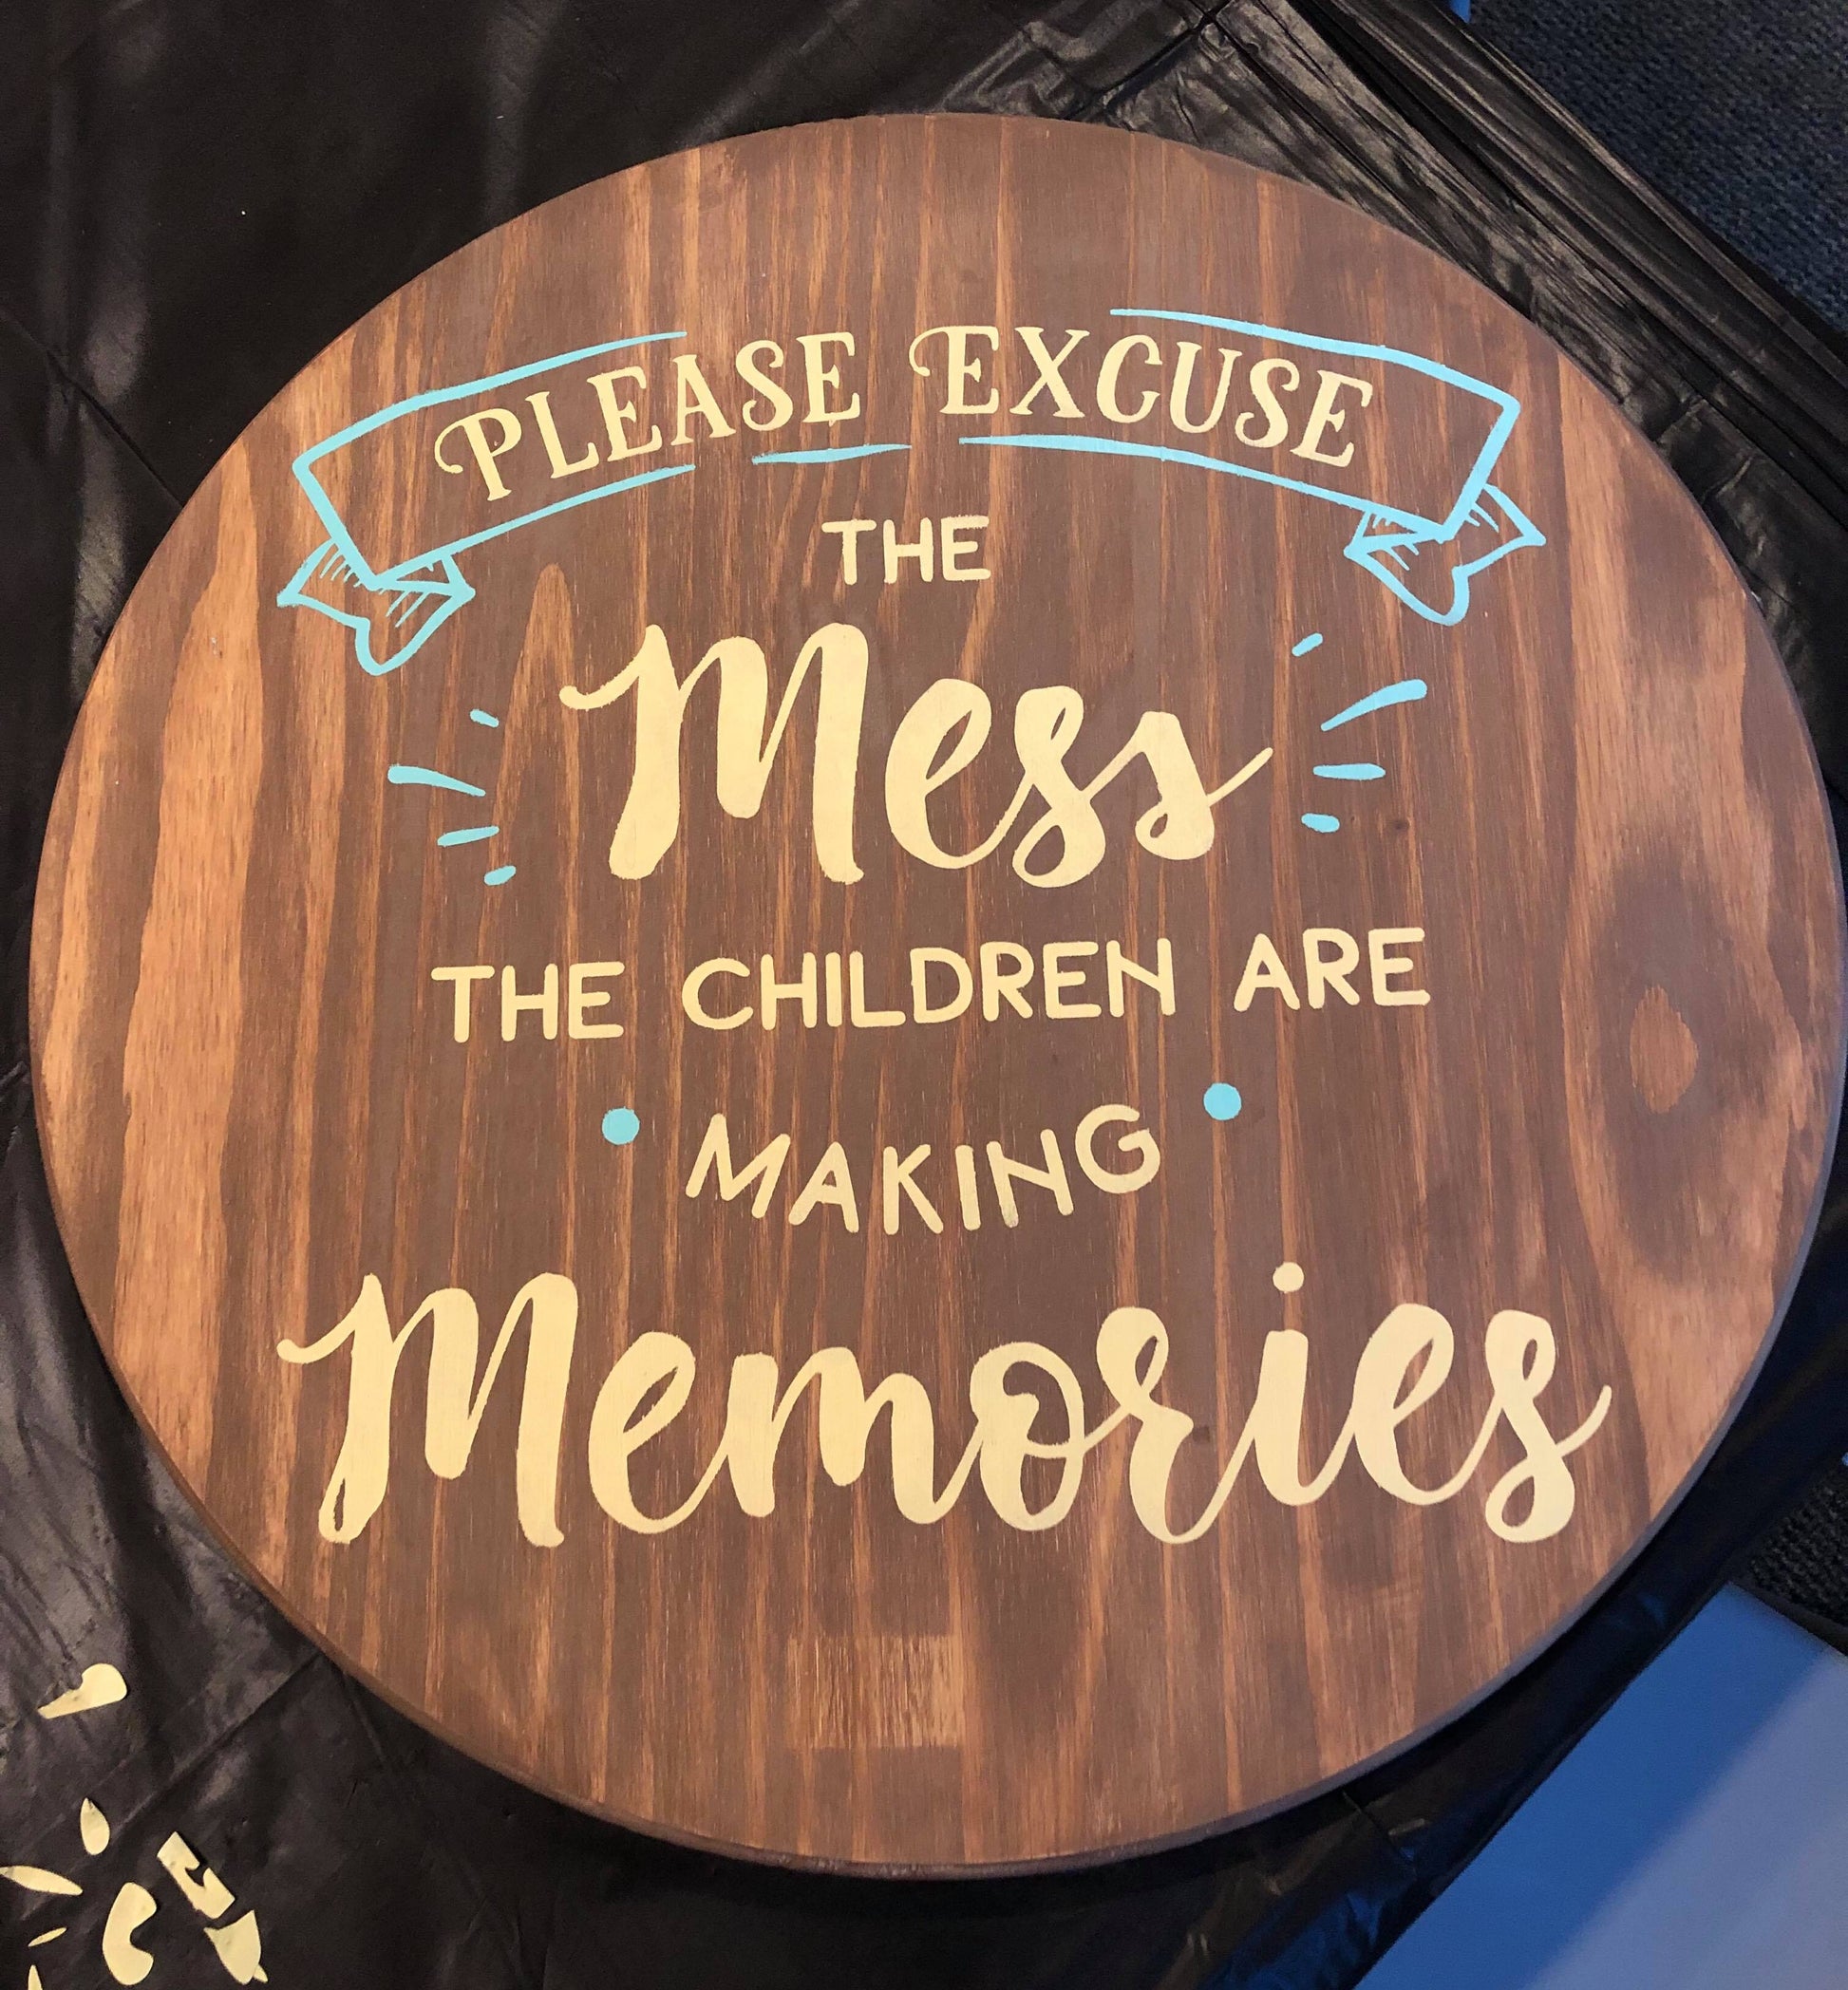 PLEASE EXCUSE
THE
Mess
THE CHILDREN ARE
MAKING
Memories